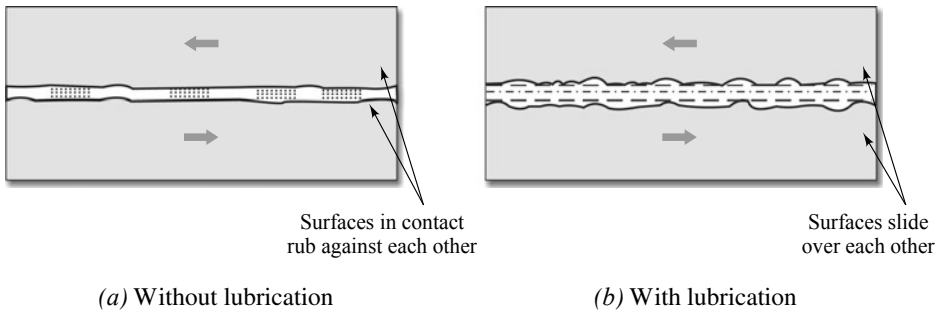 Surfaces in contact
rub against each other
Surfaces slide
over each other
(a) Without lubrication
(b) With lubrication